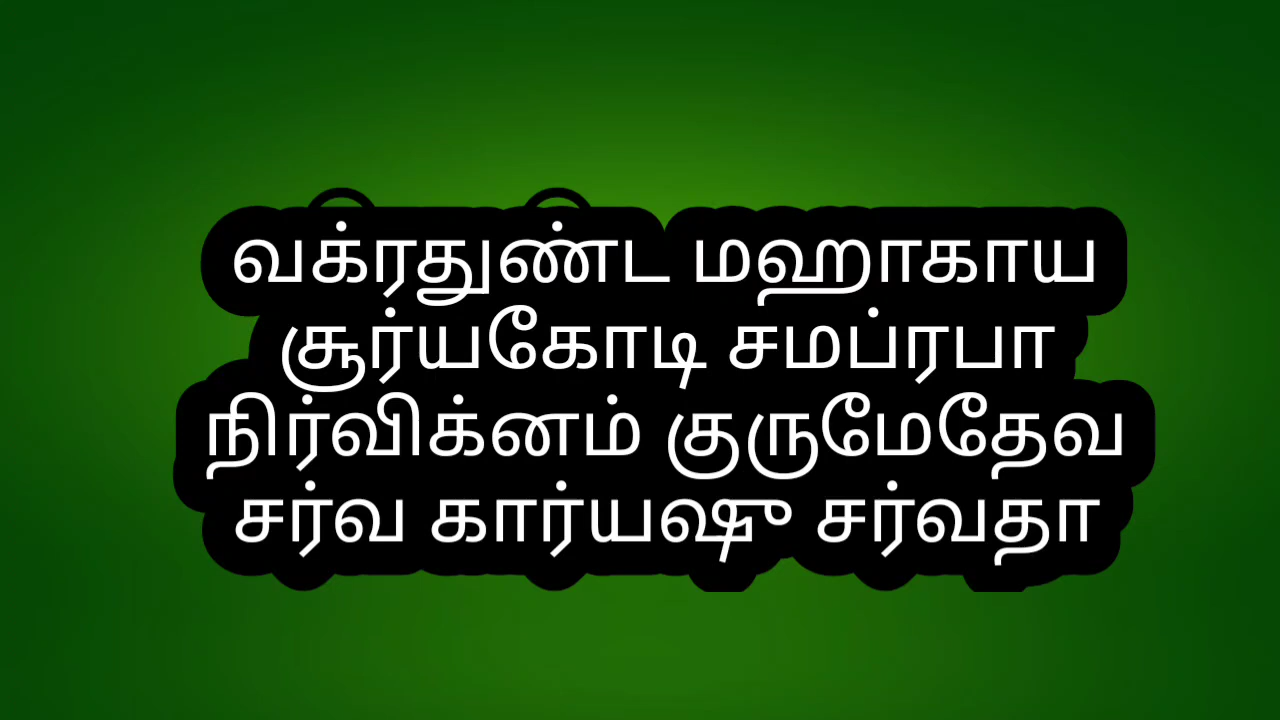 வக்ரதுண்ட மஹாகாய
சூர்யகோடி சமப்ரபா
நிர்விக்னம் குருமேதேவ
சர்வ கார்யஷு சர்வதா